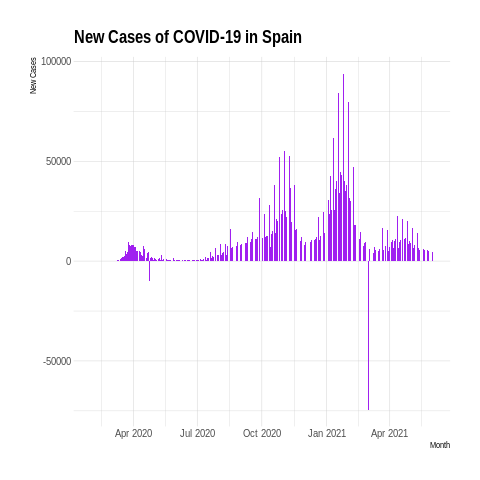 New Cases of COVID-19 in Spain
New Cases
100000
50000
0
-50000
Apr 2020 Jul 2020 Oct 2020 Jan 2021 Apr 2021
Month